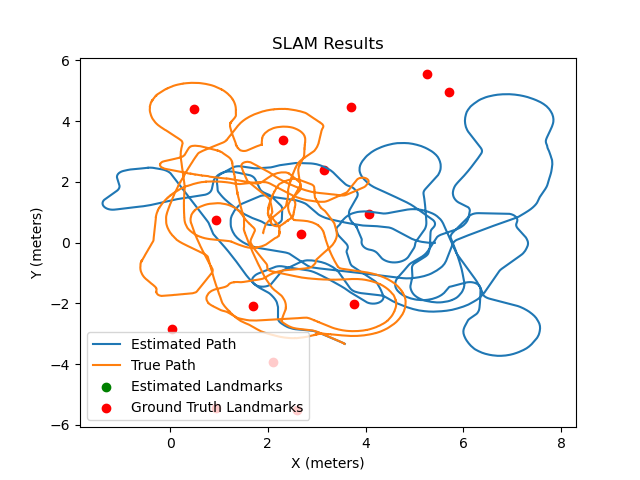 SLAM Results
6
4
2
0
−2
−4
−6
Y (meters)
0
2
4
6
8
X (meters)
Estimated Path
True Path
Estimated Landmarks
Ground Truth Landmarks